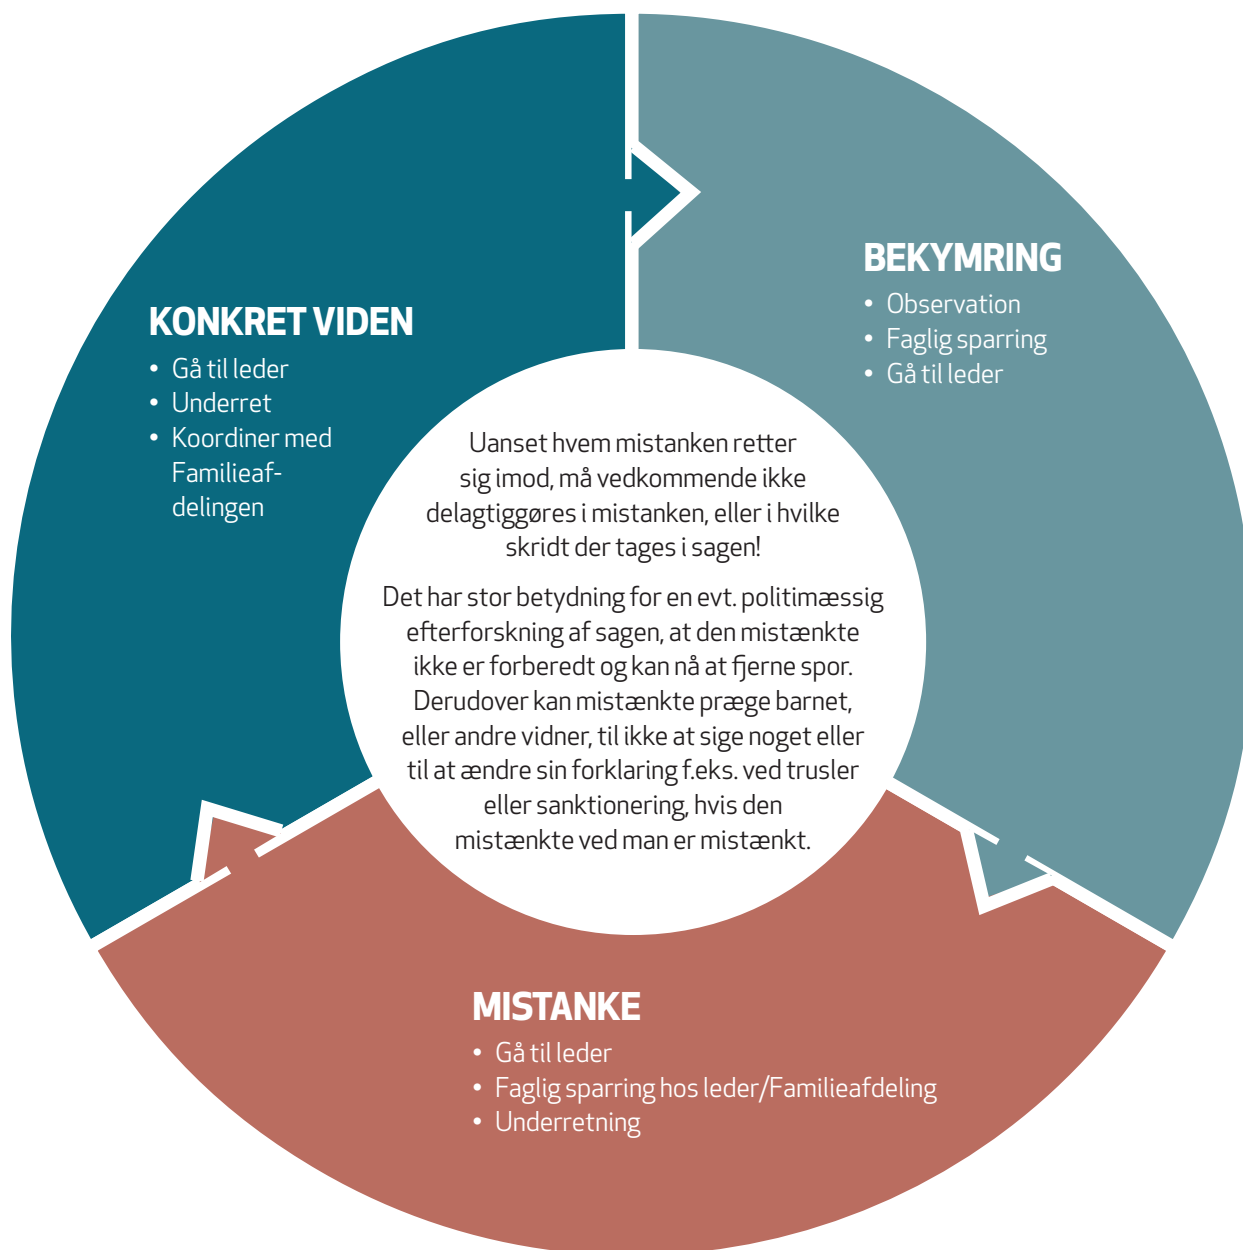 BEKYMRING
• Observation
• Faglig sparring
• Gå til leder
KONKRET VIDEN
• Gå til leder
• Underret
• Koordiner med
Familieaf-
delingen
Uanset hvem mistanken retter
sig imod, må vedkommende ikke
delagtiggøres i mistanken, eller i hvilke
skridt der tages i sagen!
Det har stor betydning for en evt. politimæssig
efterforskning af sagen, at den mistænkte
ikke er forberedt og kan nå at fjerne spor.
Derudover kan mistænkte præge barnet,
eller andre vidner, til ikke at sige noget eller
til at ændre sin forklaring f.eks. ved trusler
eller sanktionering, hvis den
mistænkte ved man er mistænkt.
MISTANKE
• Gå til leder
• Faglig sparring hos leder/Familieafdeling
• Underretning